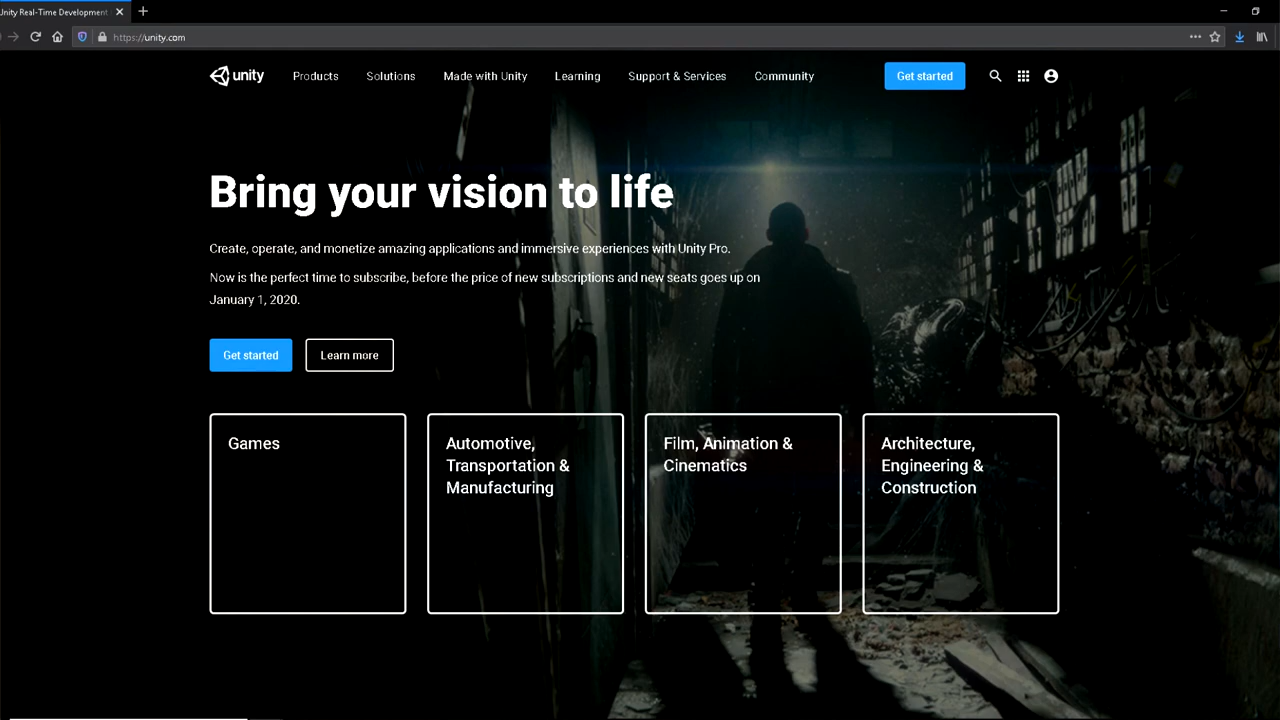 Unity Real-Time Development
https://unity.com
unity Products Solutions Made with Unity Learning Support & Services Community Get started
Bring your vision to life
Create, operate, and monetize amazing applications and immersive experiences with Unity Pro.
Now is the perfect time to subscribe, before the price of new subscriptions and new seats goes up on
January 1, 2020.
Get started Learn more
Games
Automotive,
Transportation &
Manufacturing
Film, Animation &
Cinematics
Architecture,
Engineering &
Construction